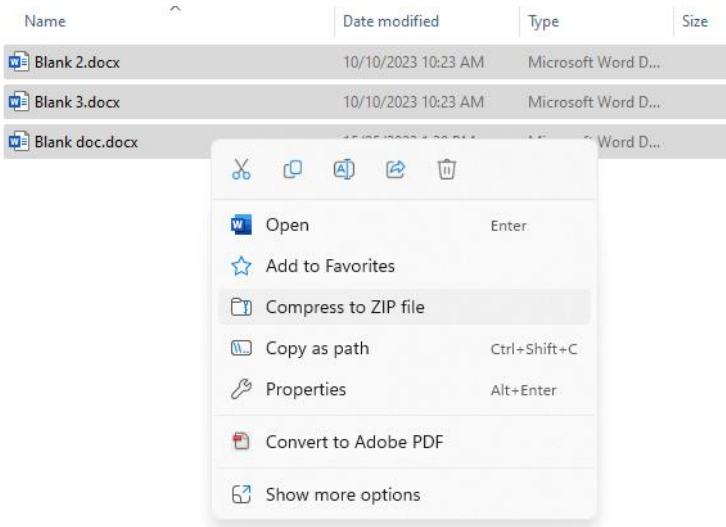 Name Date modified Type Size
Blank 2.docx 10/10/2023 10:23 AM Microsoft Word D...
Blank 3.docx 10/10/2023 10:23 AM Microsoft Word D...
Blank doc.docx Word D...
Open Enter
Add to Favorites
Compress to ZIP file
Copy as path Ctrl+Shift+C
Properties Alt+Enter
Convert to Adobe PDF
Show more options